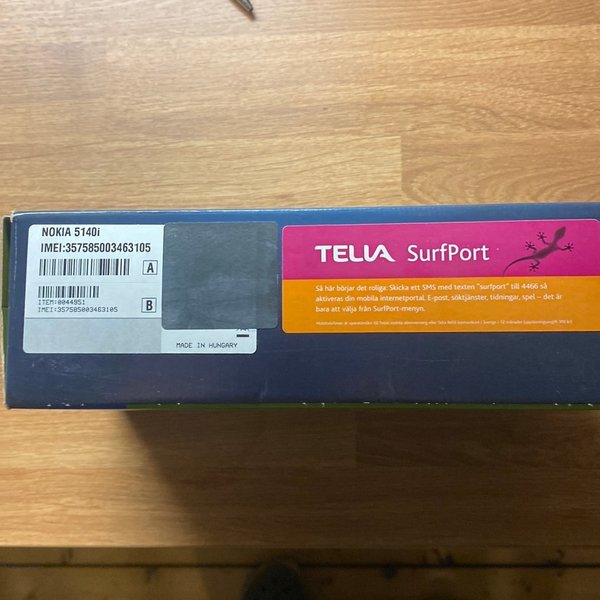 NOKIA 5140i
IMEI:357585003463105
A
ITEM:0044951
IMEI:357585003463105
B
MADE IN HUNGARY
TELIA SurfPort
Så här börjar det roliga: Skicka ett SMS med texten "surfport" till 4466 så
aktiveras din mobila internetportal. E-post, söktjänster, tidningar, spel – det är
bara att välja från SurfPort-menyn.